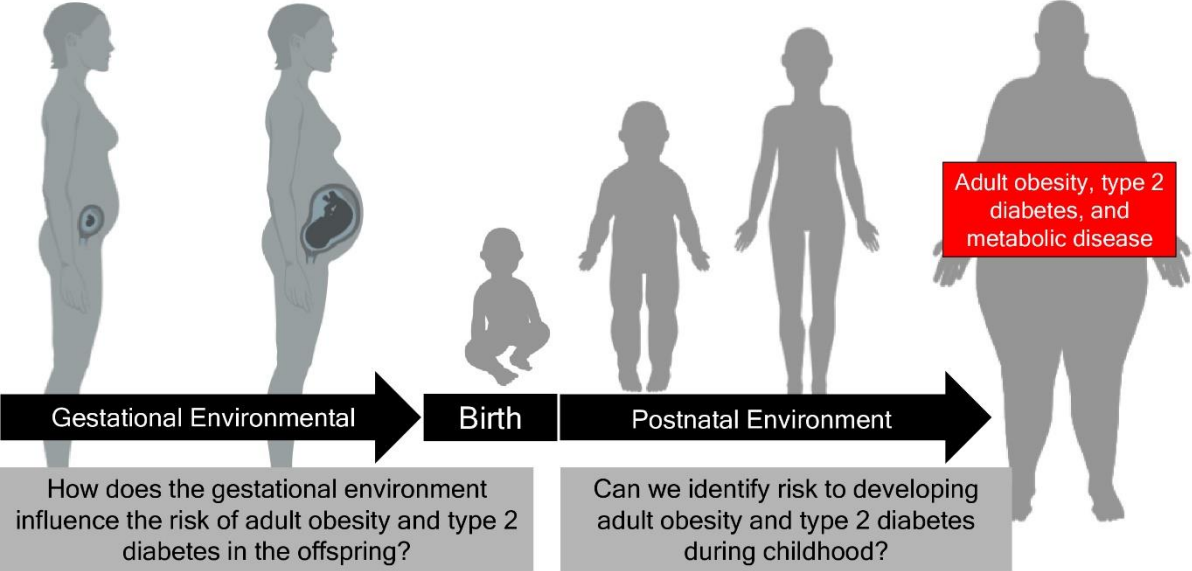 Adult obesity, type 2
diabetes, and
metabolic disease
Gestational Environmental
Birth
Postnatal Environment
How does the gestational environment
influence the risk of adult obesity and type 2
diabetes in the offspring?
Can we identify risk to developing
adult obesity and type 2 diabetes
during childhood?